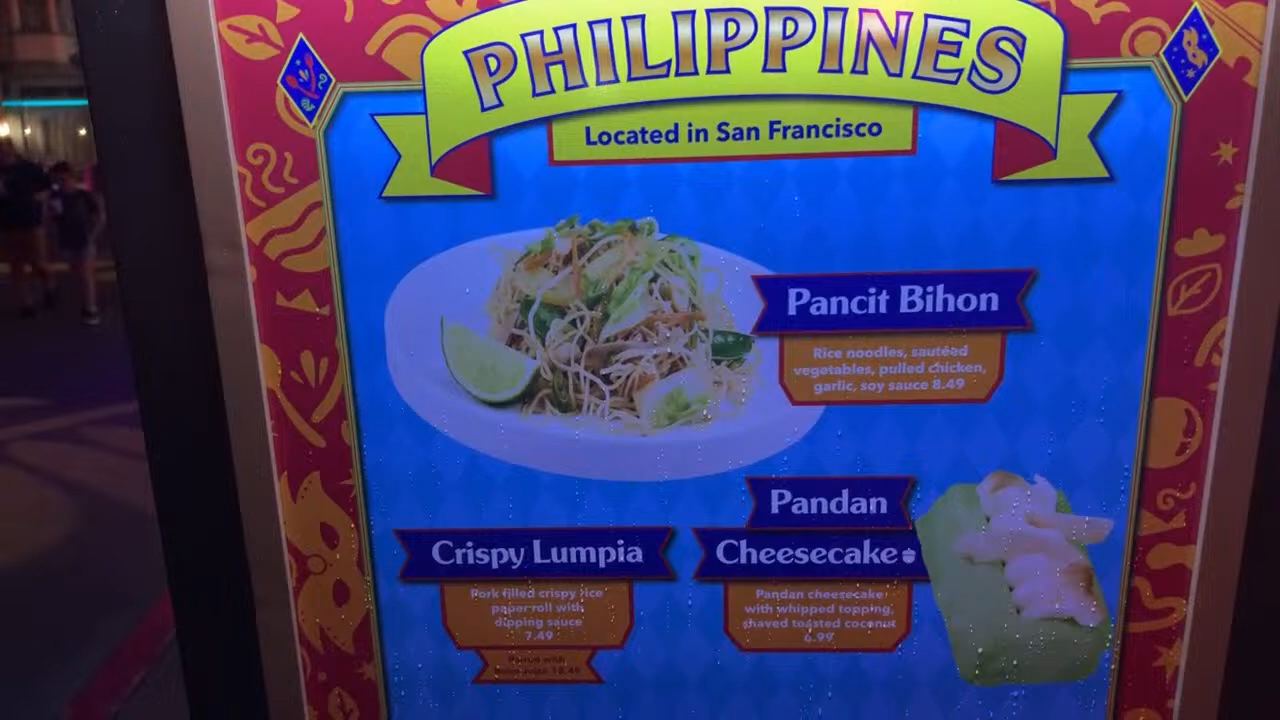 PHILIPPINES
Located in San Francisco
Pancit Bihon
Rice noodles, sautéed
vegetables, pulled chicken,
garlic, soy sauce 8.49
Pandan
Cheesecake
Pandan cheesecake
with whipped topping,
shaved toasted coconut
6.99
Crispy Lumpia
Pork filled crispy rice
paper roll with
dipping sauce
7.49